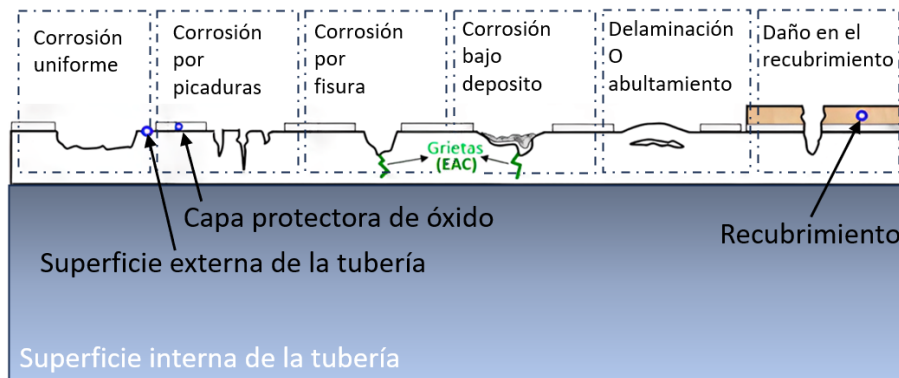 Corrosión
uniforme
Corrosión
por
picaduras
Corrosión
por
fisura
Corrosión
bajo
deposito
Delaminación
O
abultamiento
Daño en el
recubrimiento
Grietas
(EAC)
Capa protectora de óxido
Recubrimiento
Superficie externa de la tubería
Superficie interna de la tubería